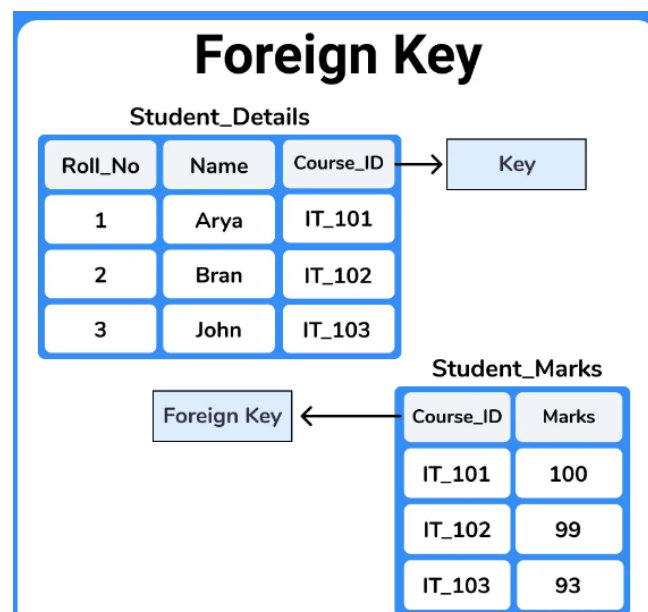 Foreign Key
Student_Details
Roll_No Name Course_ID Key
1 Arya IT_101
2 Bran IT_102
3 John IT_103
Student_Marks
Foreign Key Course_ID Marks
IT_101 100
IT_102 99
IT_103 93